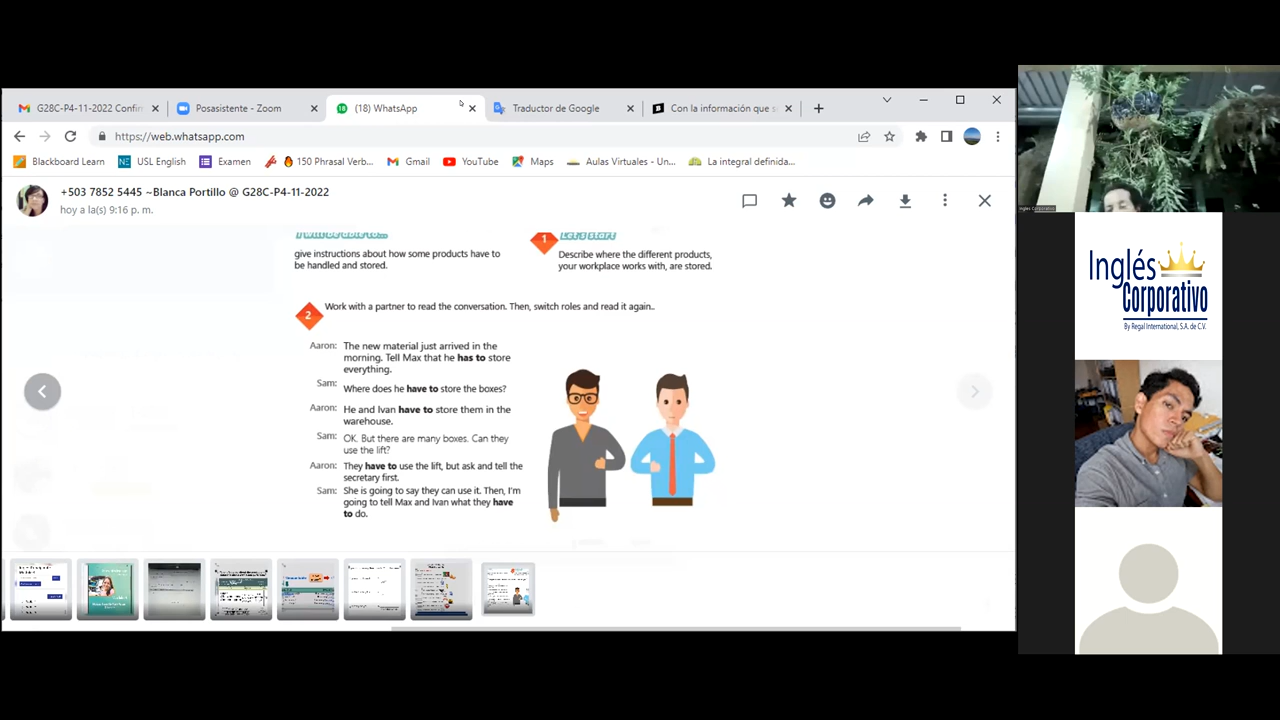 G28C-P4-11-2022 Confir
Posasistente - Zoom
(18) WhatsApp
Traductor de Google
Con la información que s
https://web.whatsapp.com
Blackboard Learn
USL English
Examen
150 Phrasal Verb...
Gmail
YouTube
Maps
Aulas Virtuales - Un...
La integral definida...
+503 7852 5445 ~Blanca Portillo @ G28C-P4-11-2022
hoy a la(s) 9:16 p. m.
I will be able to...
give instructions about how some products have to
be handled and stored.
1
Let's start
Describe where the different products,
your workplace works with, are stored.
2
Work with a partner to read the conversation. Then, switch roles and read it again..
Aaron: The new material just arrived in the
morning. Tell Max that he has to store
everything.
Sam: Where does he have to store the boxes?
Aaron: He and Ivan have to store them in the
warehouse.
Sam: OK. But there are many boxes. Can they
use the lift?
Aaron: They have to use the lift, but ask and tell the
secretary first.
Sam: She is going to say they can use it. Then, I'm
going to tell Max and Ivan what they have
to do.
Inglés Corporativo
Inglés
Corporativo
By Regal International, S.A. de C.V.